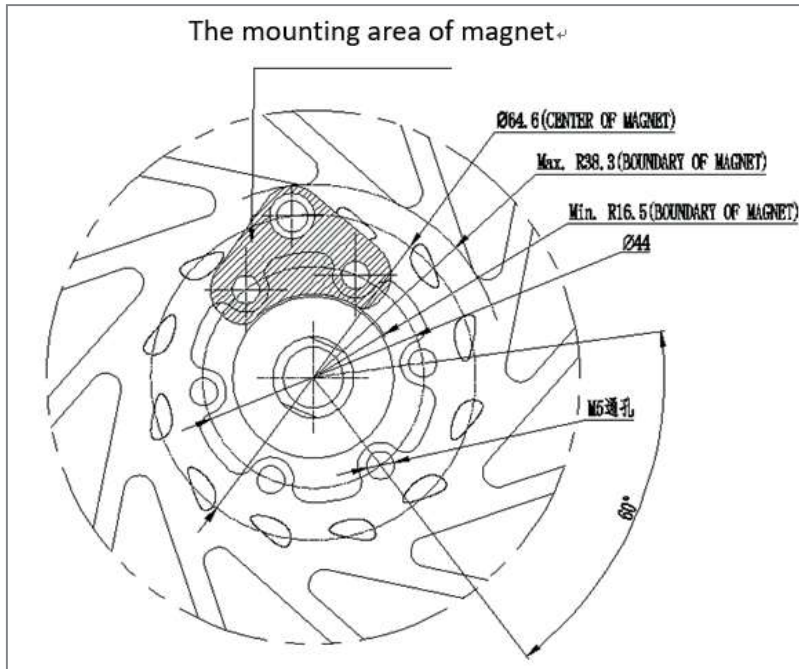 The mounting area of magnet
Ø64.6(CENTER OF MAGNET)
Max. R38.3(BOUNDARY OF MAGNET)
Min. R16.5(BOUNDARY OF MAGNET)
Ø44
M5通孔
60°